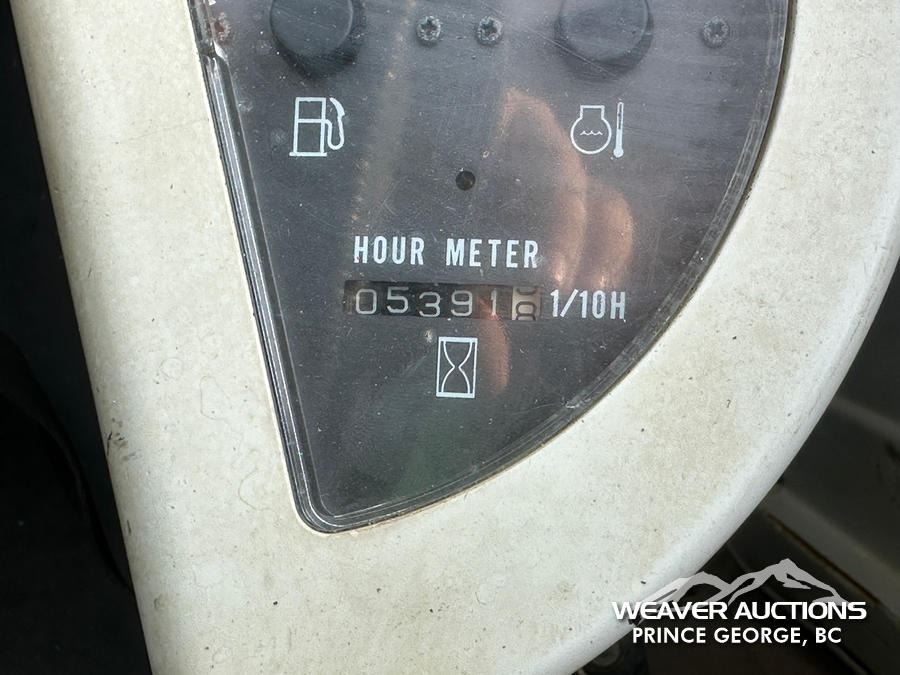 HOUR METER
05391 1/10H
WEAVER AUCTIONS
PRINCE GEORGE, BC